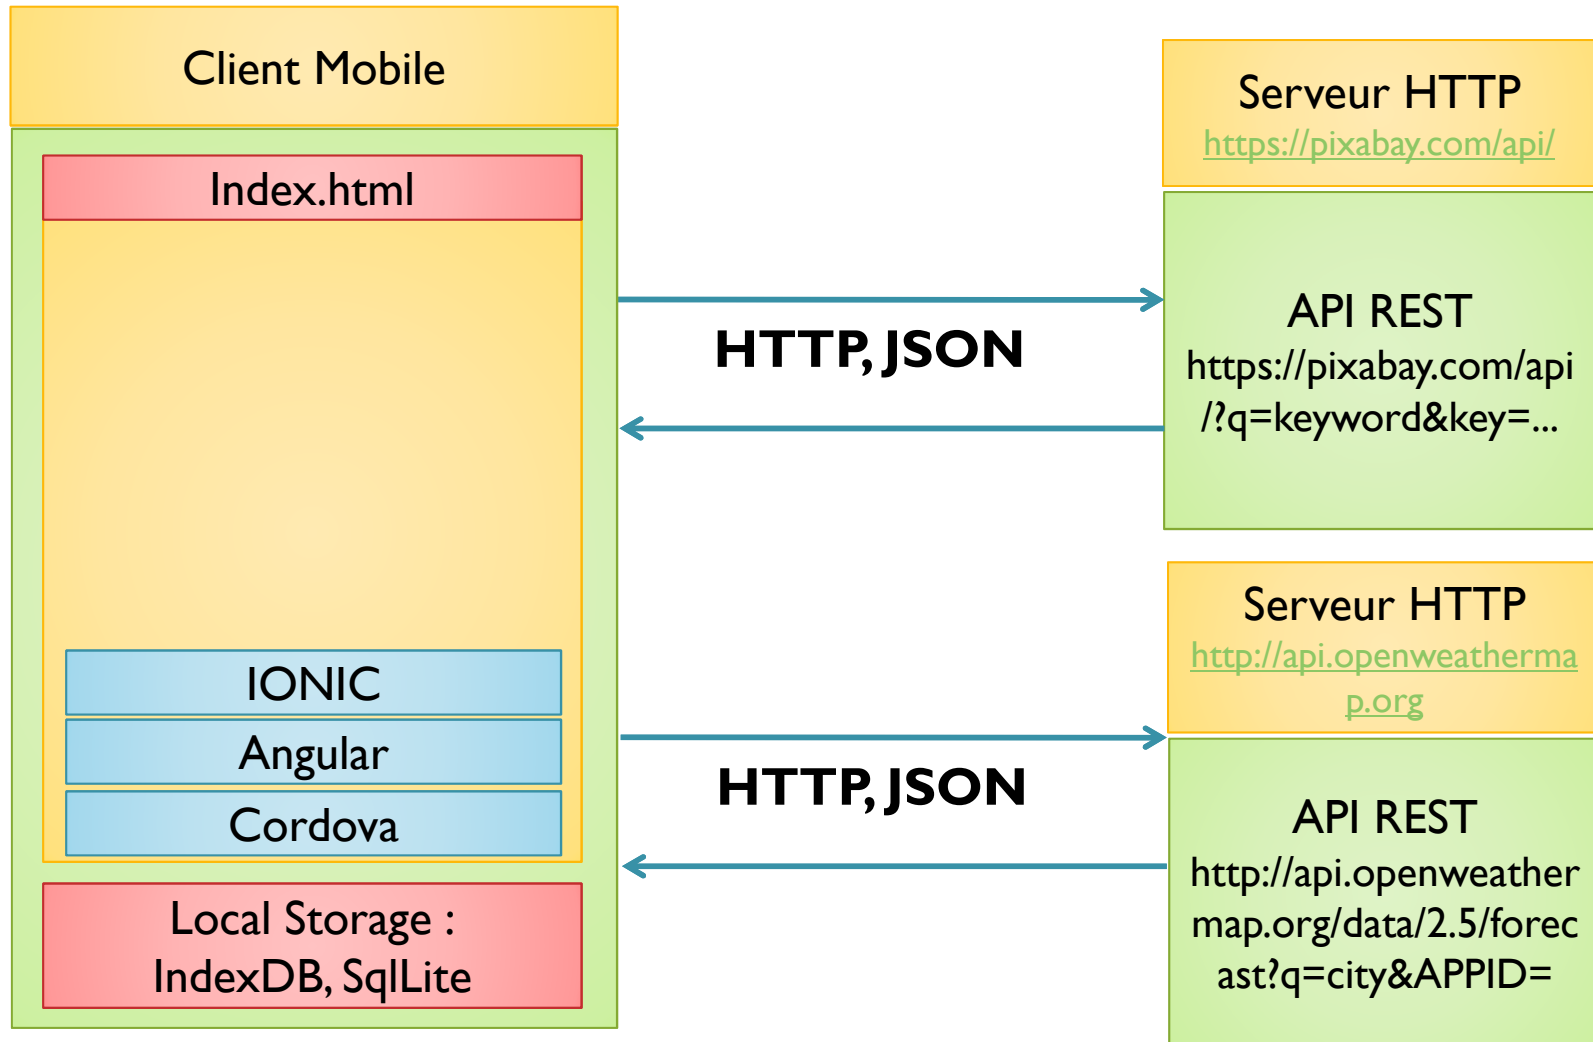 Client Mobile
Index.html
IONIC
Angular
Cordova
Local Storage :
IndexDB, SqlLite
HTTP, JSON
HTTP, JSON
Serveur HTTP
https://pixabay.com/api/
API REST
https://pixabay.com/api
/?q=keyword&key=...
Serveur HTTP
http://api.openweatherma
p.org
API REST
http://api.openweather
map.org/data/2.5/forec
ast?q=city&APPID=